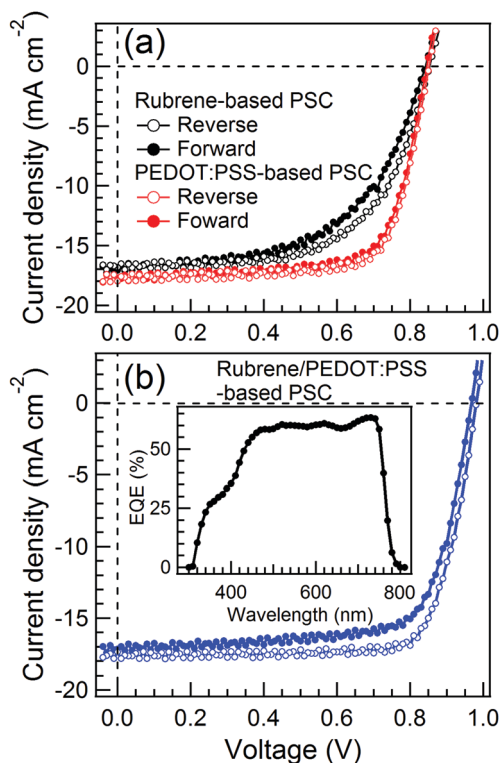 (a)
Current density (mA cm-2)
0
-5
-10
-15
-20
Rubrene-based PSC
Reverse
Forward
PEDOT:PSS-based PSC
Reverse
Foward
0.0 0.2 0.4 0.6 0.8 1.0
(b)
Current density (mA cm-2)
0
-5
-10
-15
-20
Rubrene/PEDOT:PSS
-based PSC
EQE (%)
50
25
0
400 600 800
Wavelength (nm)
0.0 0.2 0.4 0.6 0.8 1.0
Voltage (V)